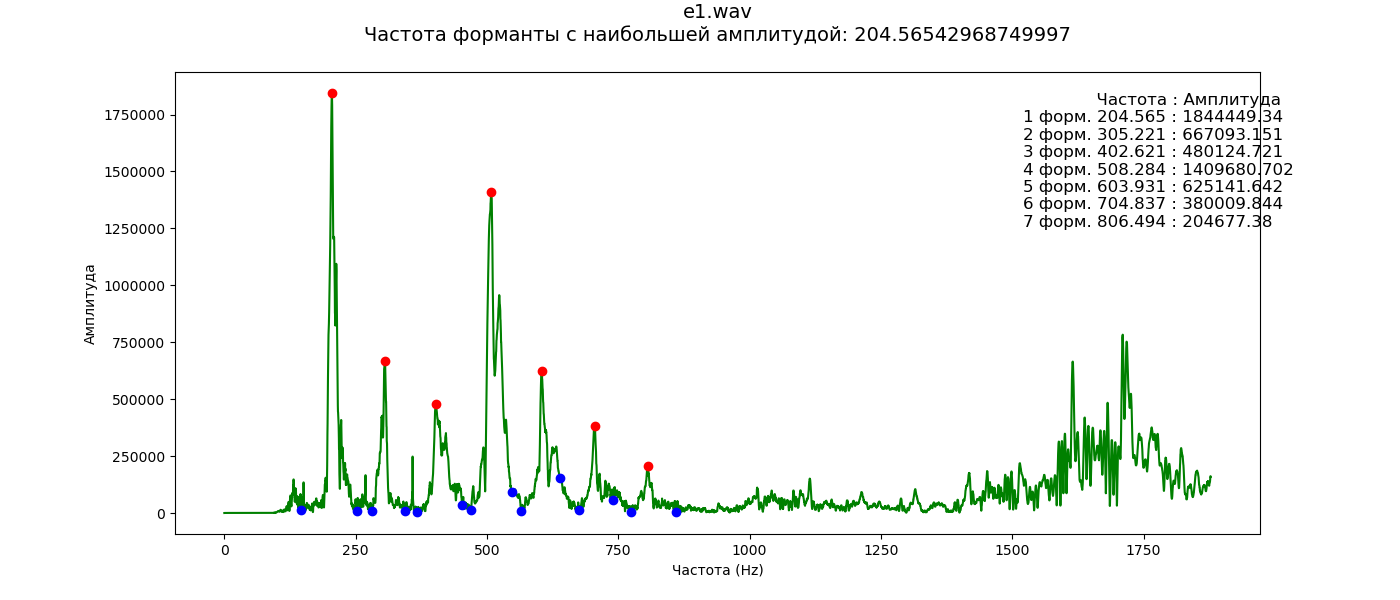 e1.wav
Частота форманты с наибольшей амплитудой: 204.56542968749997
Частота : Амплитуда
1 форм. 204.565 : 1844449.34
2 форм. 305.221 : 667093.151
3 форм. 402.621 : 480124.721
4 форм. 508.284 : 1409680.702
5 форм. 603.931 : 625141.642
6 форм. 704.837 : 380009.844
7 форм. 806.494 : 204677.38
Амплитуда
1750000
1500000
1250000
1000000
750000
500000
250000
0
0 250 500 750 1000 1250 1500 1750
Частота (Hz)